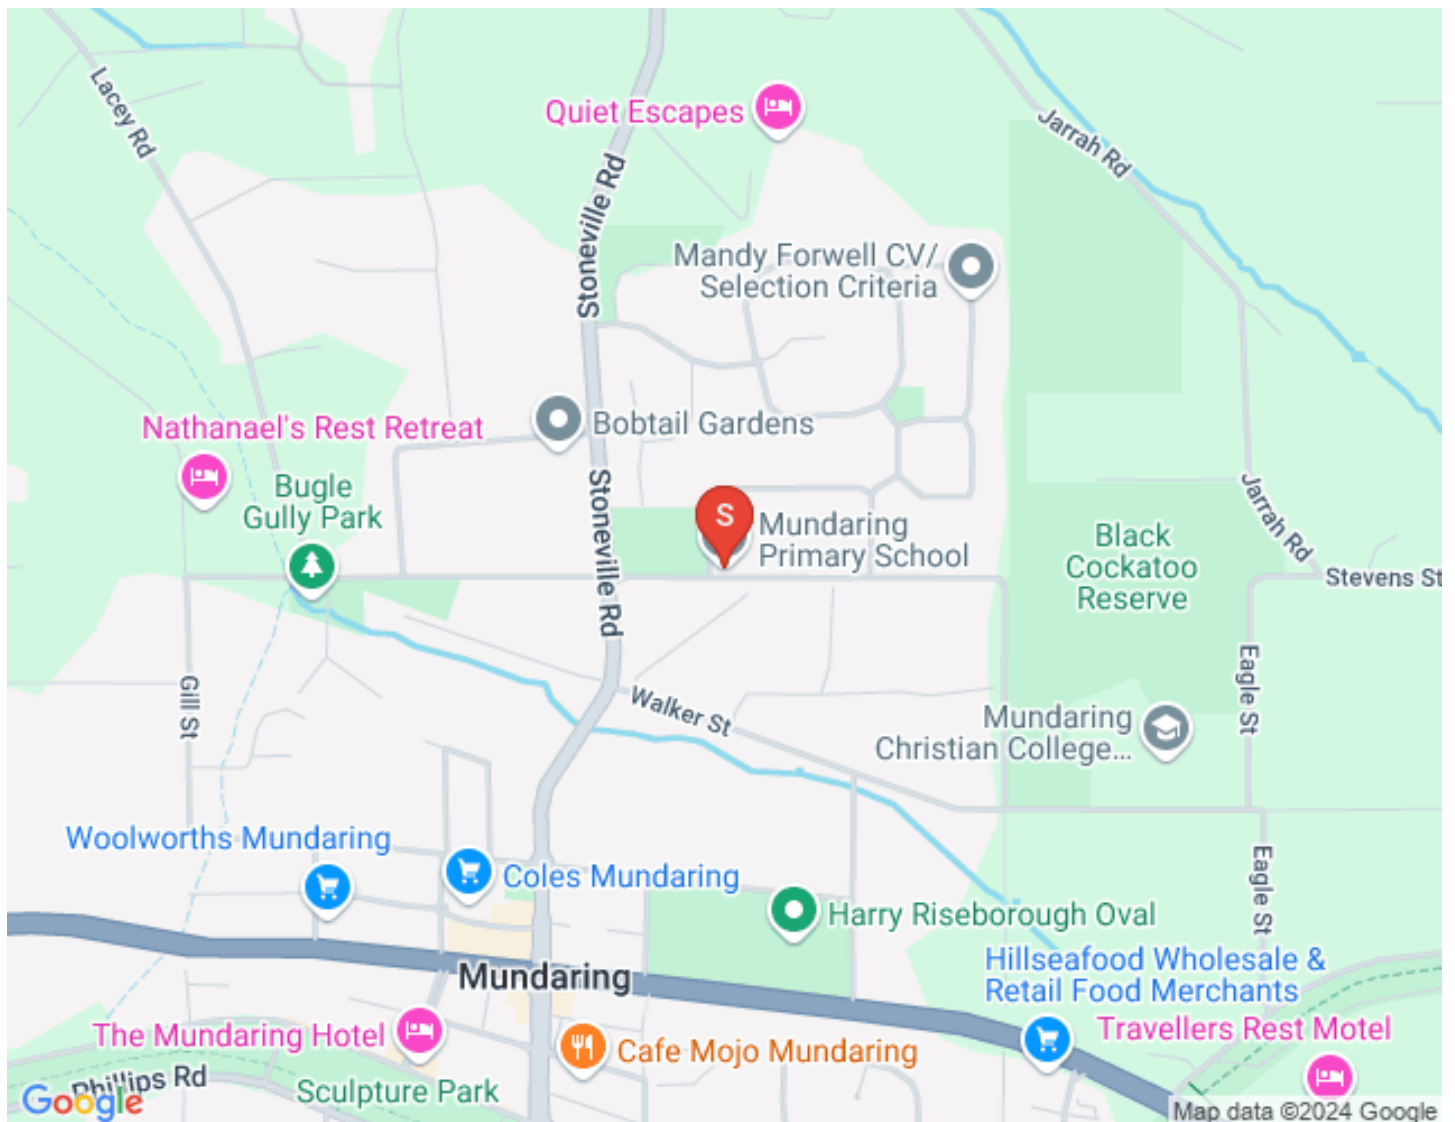 Lacey Rd
Quiet Escapes
Jarrah Rd
Stoneville Rd
Mandy Forwell CV/
Selection Criteria
Nathanael's Rest Retreat
Bobtail Gardens
Bugle
Gully Park
Stoneville Rd
S
Mundaring
Primary School
Black
Cockatoo
Reserve
Jarrah Rd
Stevens St
Gill St
Walker St
Eagle St
Mundaring
Christian College...
Woolworths Mundaring
Coles Mundaring
Harry Riseborough Oval
Eagle St
Mundaring
Hillseafood Wholesale &
Retail Food Merchants
The Mundaring Hotel
Cafe Mojo Mundaring
Travellers Rest Motel
Phillips Rd
Sculpture Park
Google
Map data ©2024 Google